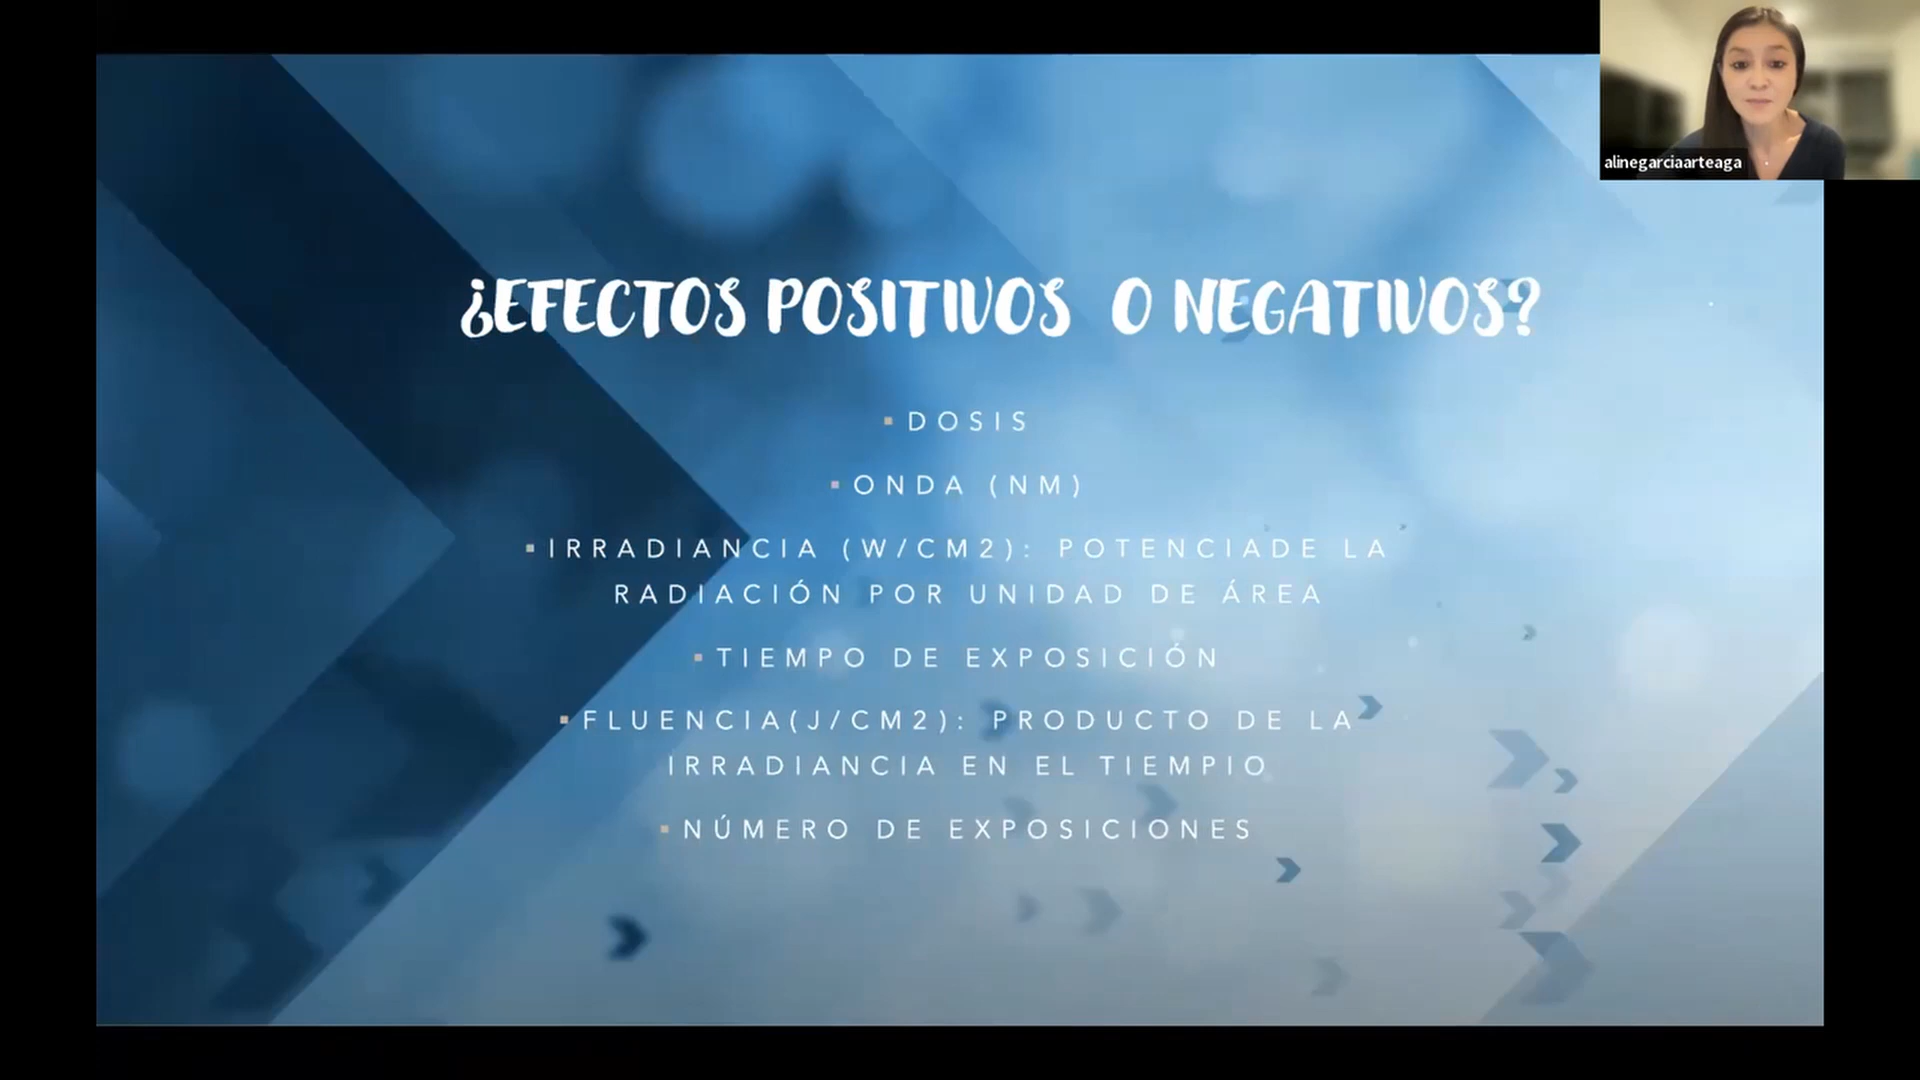 alinegarciaarteaga
¿EFECTOS POSITIVOS O NEGATIVOS?
▪ DOSIS
▪ ONDA (NM)
▪ IRRADIANCIA (W/CM2): POTENCIADE LA
RADIACIÓN POR UNIDAD DE ÁREA
▪ TIEMPO DE EXPOSICIÓN
▪ FLUENCIA(J/CM2): PRODUCTO DE LA
IRRADIANCIA EN EL TIEMPIO
▪ NÚMERO DE EXPOSICIONES